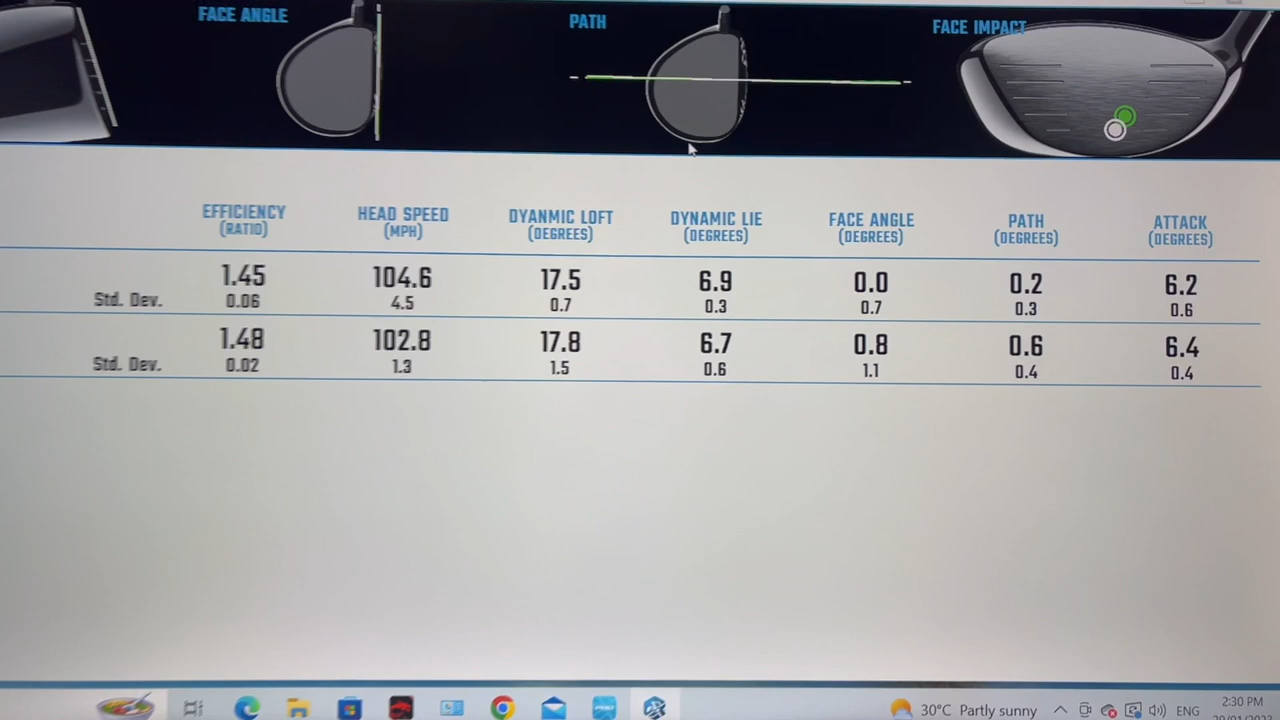 FACE ANGLE
PATH
FACE IMPACT
EFFICIENCY HEAD SPEED DYANMIC LOFT DYNAMIC LIE FACE ANGLE PATH ATTACK
(RATIO) (MPH) (DEGREES) (DEGREES) (DEGREES) (DEGREES) (DEGREES)
1.45 104.6 17.5 6.9 0.0 0.2 6.2
Std. Dev. 0.06 4.5 0.7 0.3 0.7 0.3 0.6
1.48 102.8 17.8 6.7 0.8 0.6 6.4
Std. Dev. 0.02 1.3 1.5 0.6 1.1 0.4 0.4
30°C Partly sunny ENG 2:30 PM